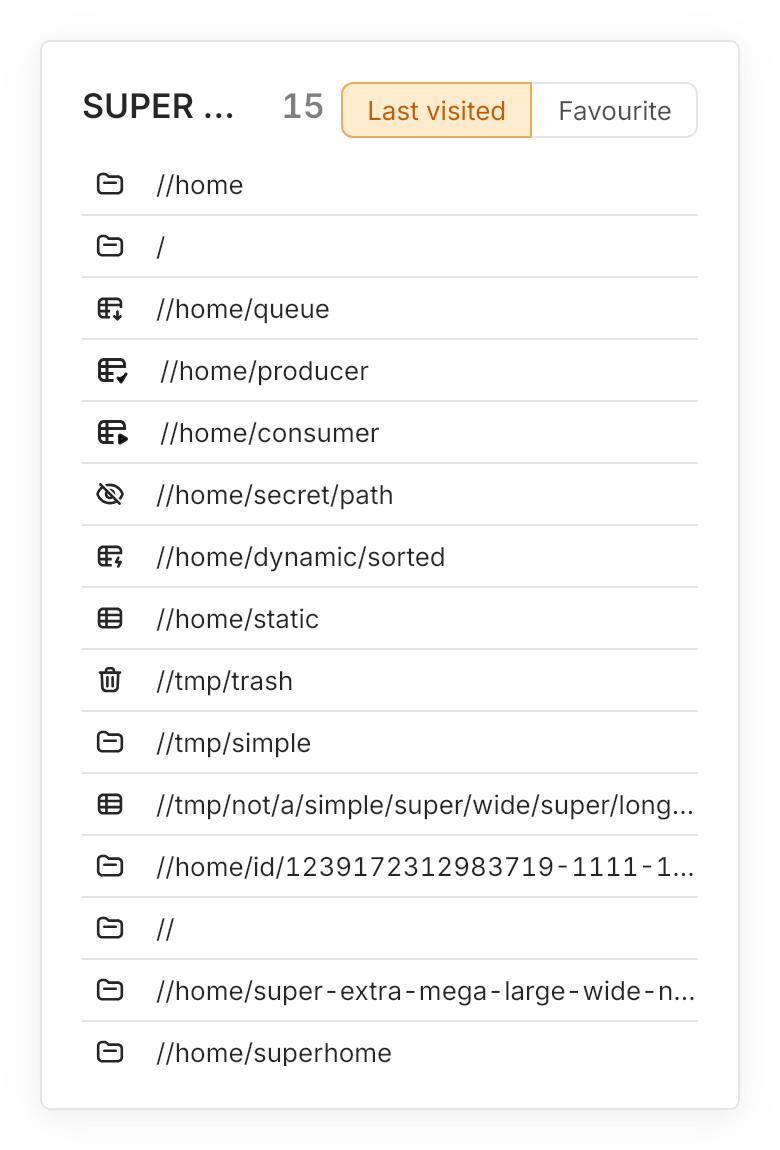 SUPER ... 15 Last visited Favourite
//home
/
//home/queue
//home/producer
//home/consumer
//home/secret/path
//home/dynamic/sorted
//home/static
//tmp/trash
//tmp/simple
//tmp/not/a/simple/super/wide/super/long...
//home/id/1239172312983719-1111-1...
//
//home/super-extra-mega-large-wide-n...
//home/superhome